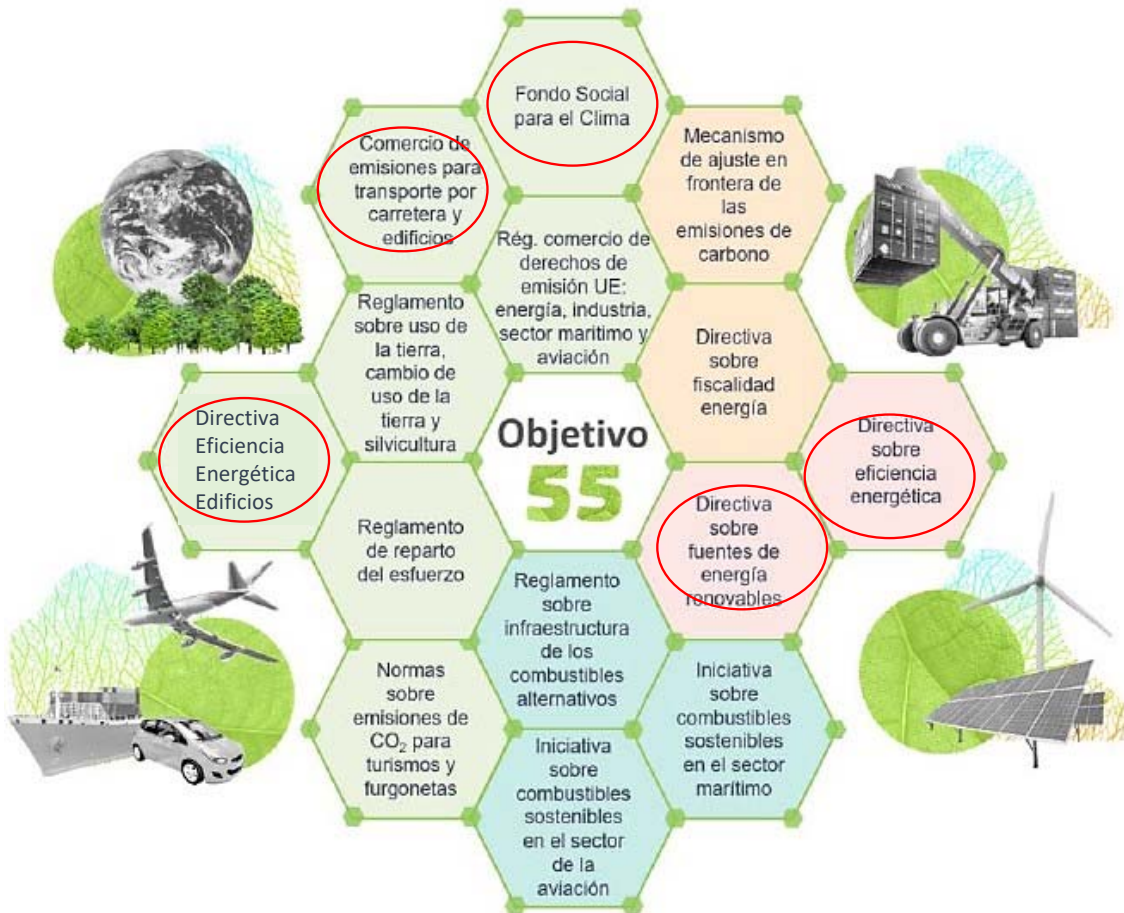 Fondo Social
para el Clima
Comercio de
emisiones para
transporte por
carretera y
edificios
Mecanismo
de ajuste en
frontera de
las
emisiones de
carbono
Rég. comercio de
derechos de
emisión UE:
energía, industria,
sector marítimo y
aviación
Reglamento
sobre uso de
la tierra,
cambio de
uso de la
tierra y
silvicultura
Directiva
sobre
fiscalidad
energía
Directiva
Eficiencia
Energética
Edificios
Objetivo
55
Directiva
sobre
eficiencia
energética
Reglamento
de reparto
del esfuerzo
Directiva
sobre
fuentes de
energía
renovables
Reglamento
sobre
infraestructura
de los
combustibles
alternativos
Normas
sobre
emisiones de
CO₂ para
turismos y
furgonetas
Iniciativa
sobre
combustibles
sostenibles
en el sector
marítimo
Iniciativa
sobre
combustibles
sostenibles
en el sector
de la
aviación